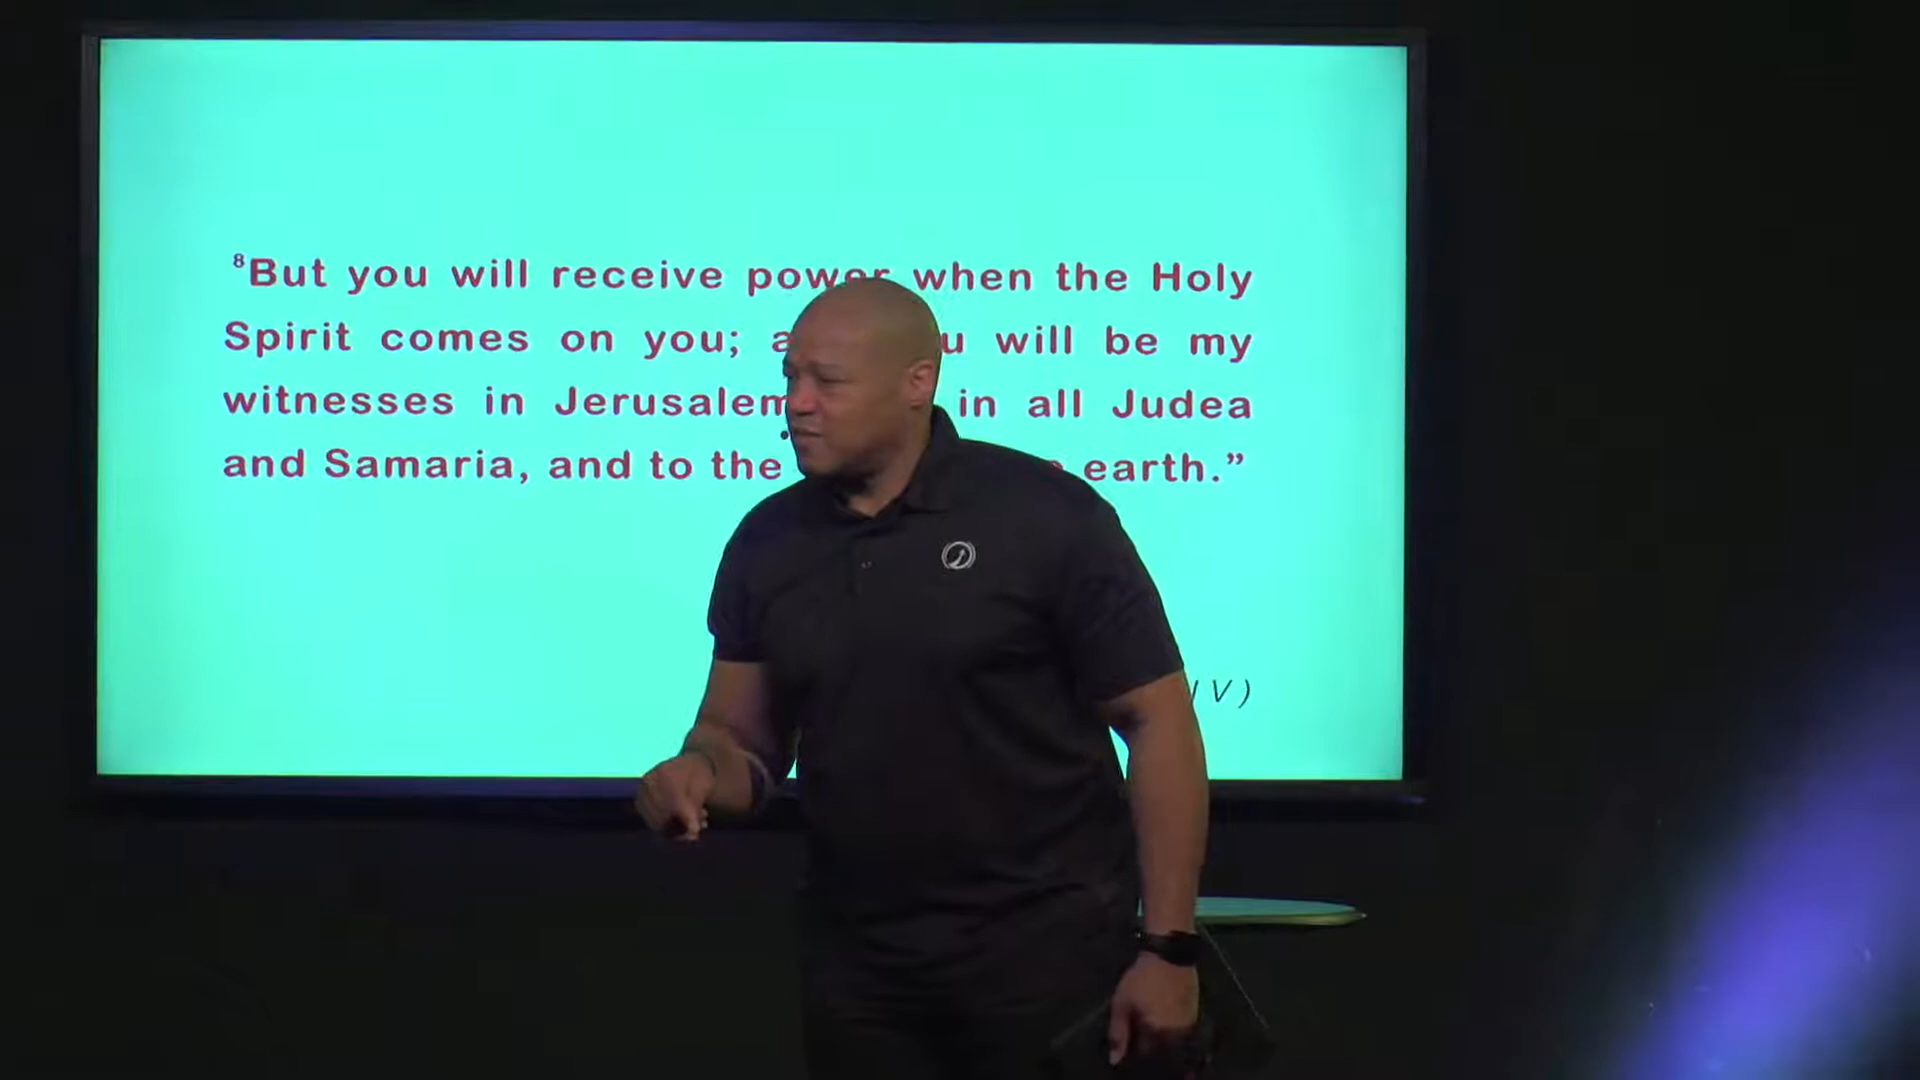 ⁸But you will receive when the Holy
Spirit comes on you; will be my
witnesses in Jerusalem in all Judea
and Samaria, and to the earth.”